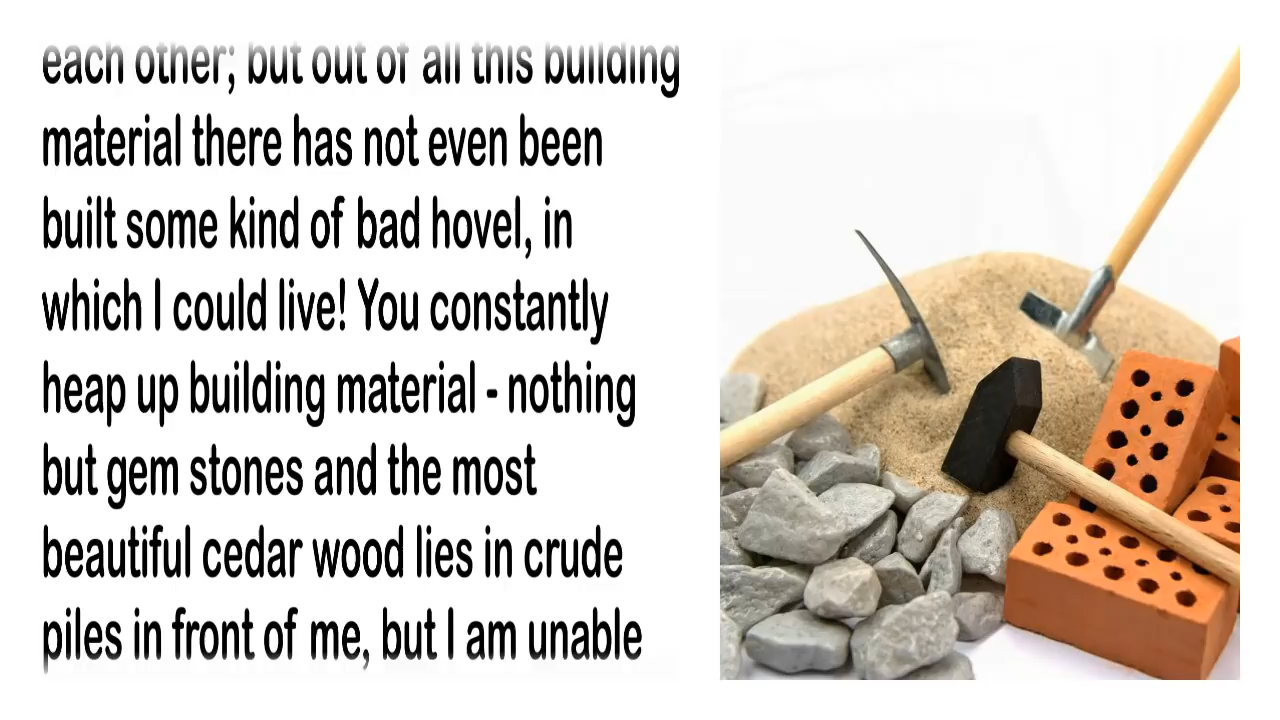 each other; but out of all this building
material there has not even been
built some kind of bad hovel, in
which I could live! You constantly
heap up building material - nothing
but gem stones and the most
beautiful cedar wood lies in crude
piles in front of me, but I am unable